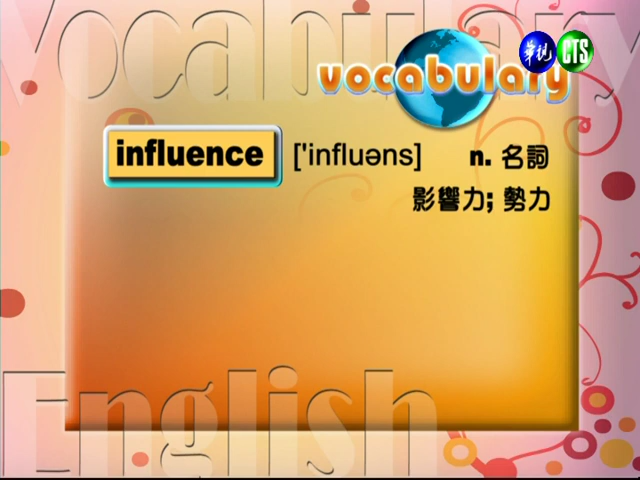 Vocabulary
華視 CTS
vocabulary
influence ['influəns] n. 名詞
影響力; 勢力
English